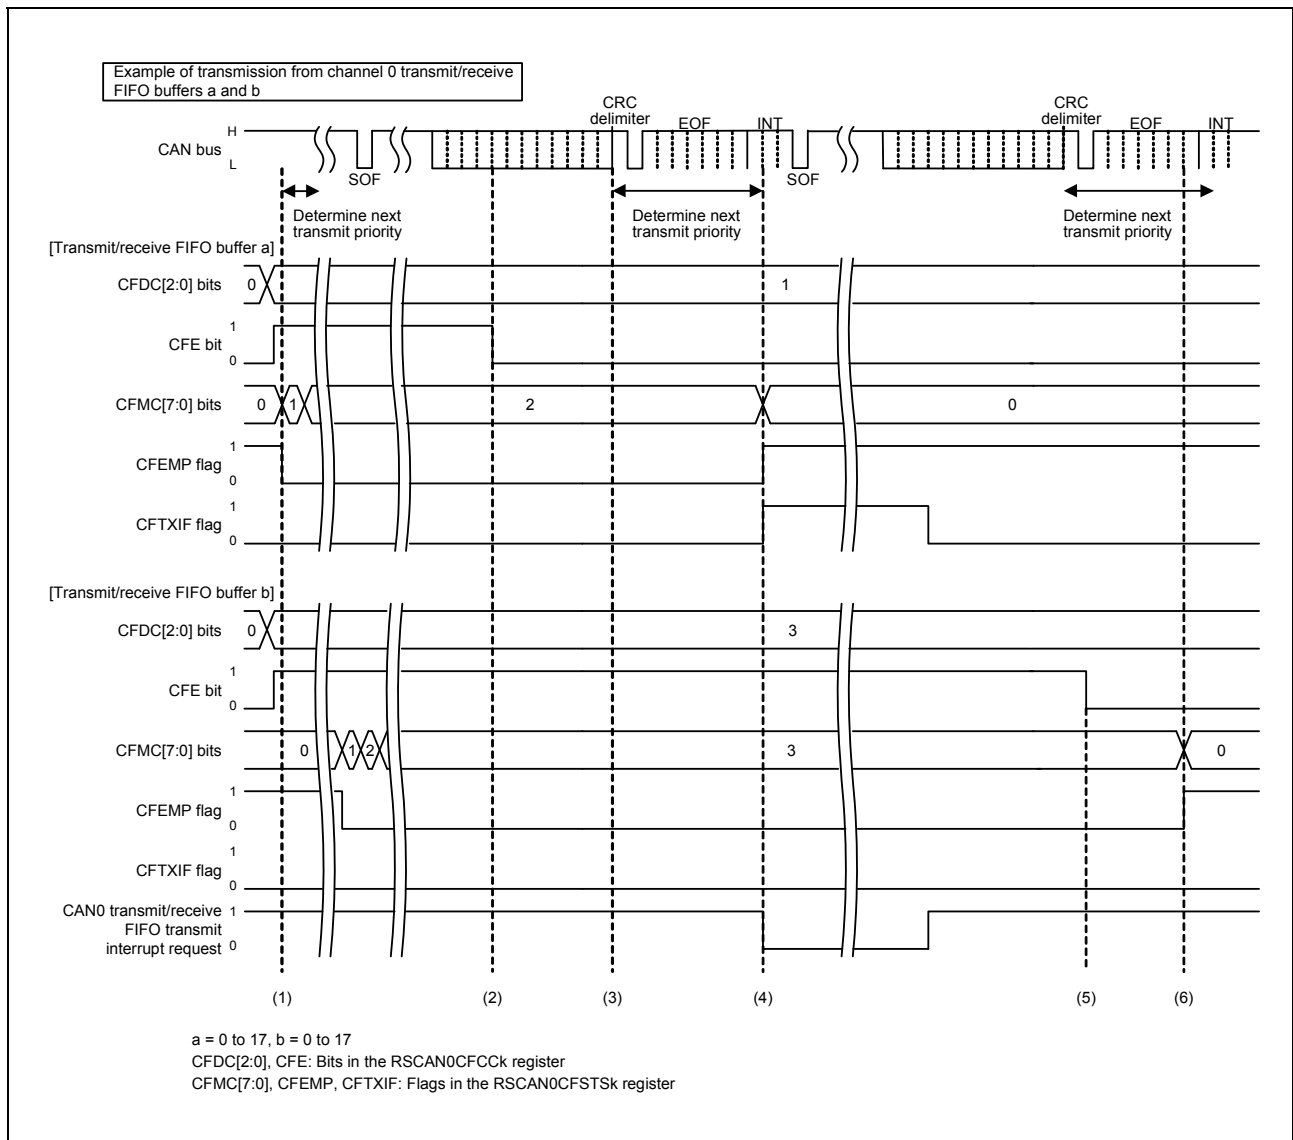 Example of transmission from channel 0 transmit/receive
FIFO buffers a and b
CRC
delimiter
EOF
INT
CRC
delimiter
EOF
INT
H
CAN bus
L
SOF
SOF
Determine next
transmit priority
Determine next
transmit priority
Determine next
transmit priority
[Transmit/receive FIFO buffer a]
CFDC[2:0] bits
0
1
1
CFE bit
0
CFMC[7:0] bits
0
1
2
0
1
CFEMP flag
0
1
CFTXIF flag
0
[Transmit/receive FIFO buffer b]
CFDC[2:0] bits
0
3
1
CFE bit
0
CFMC[7:0] bits
0
1
2
3
0
1
CFEMP flag
0
1
CFTXIF flag
0
CAN0 transmit/receive 1
FIFO transmit
interrupt request 0
(1)
(2)
(3)
(4)
(5)
(6)
a = 0 to 17, b = 0 to 17
CFDC[2:0], CFE: Bits in the RSCAN0CFCCk register
CFMC[7:0], CFEMP, CFTXIF: Flags in the RSCAN0CFSTSk register